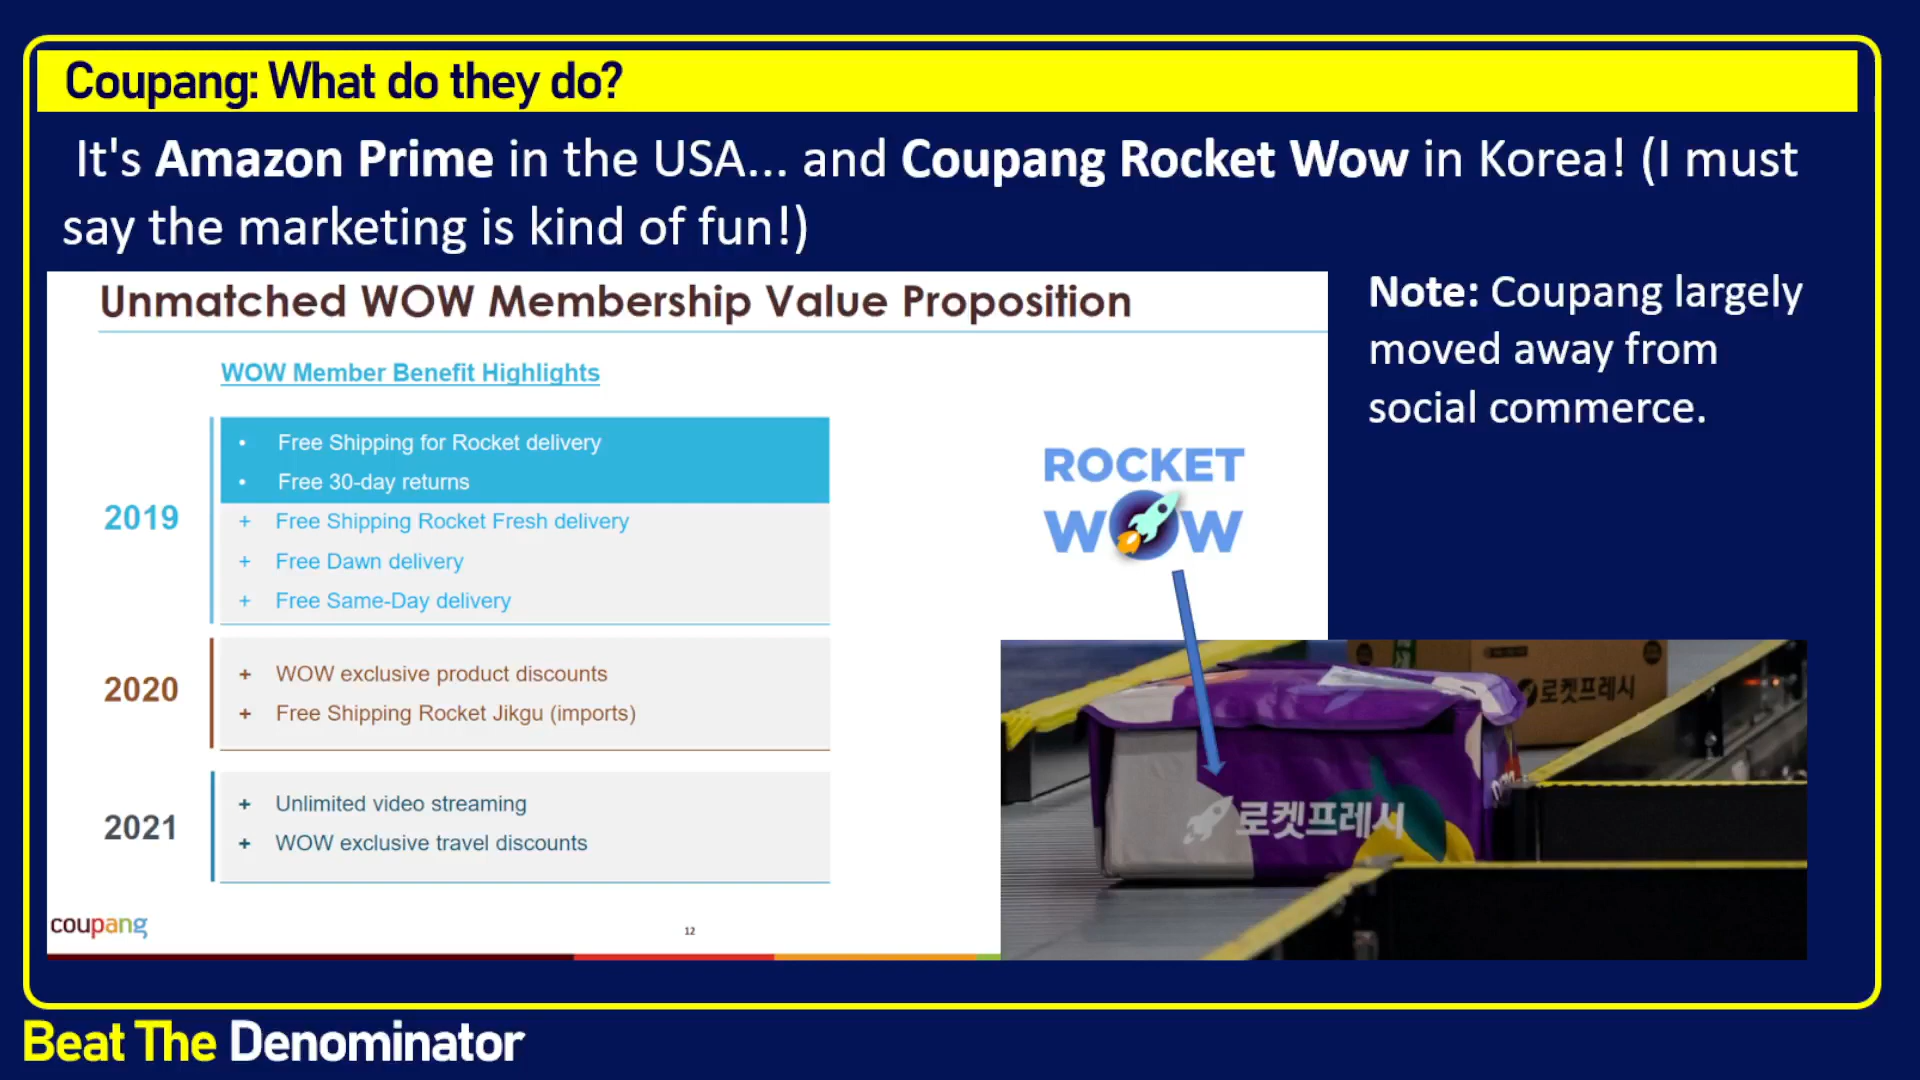 Coupang: What do they do?
It's Amazon Prime in the USA... and Coupang Rocket Wow in Korea! (I must
say the marketing is kind of fun!)
Unmatched WOW Membership Value Proposition
WOW Member Benefit Highlights
2019
• Free Shipping for Rocket delivery
• Free 30-day returns
+ Free Shipping Rocket Fresh delivery
+ Free Dawn delivery
+ Free Same-Day delivery
2020
+ WOW exclusive product discounts
+ Free Shipping Rocket Jikgu (imports)
2021
+ Unlimited video streaming
+ WOW exclusive travel discounts
coupang
12
ROCKET
WOW
Note: Coupang largely
moved away from
social commerce.
로켓프레시
로켓프레시
Beat The Denominator